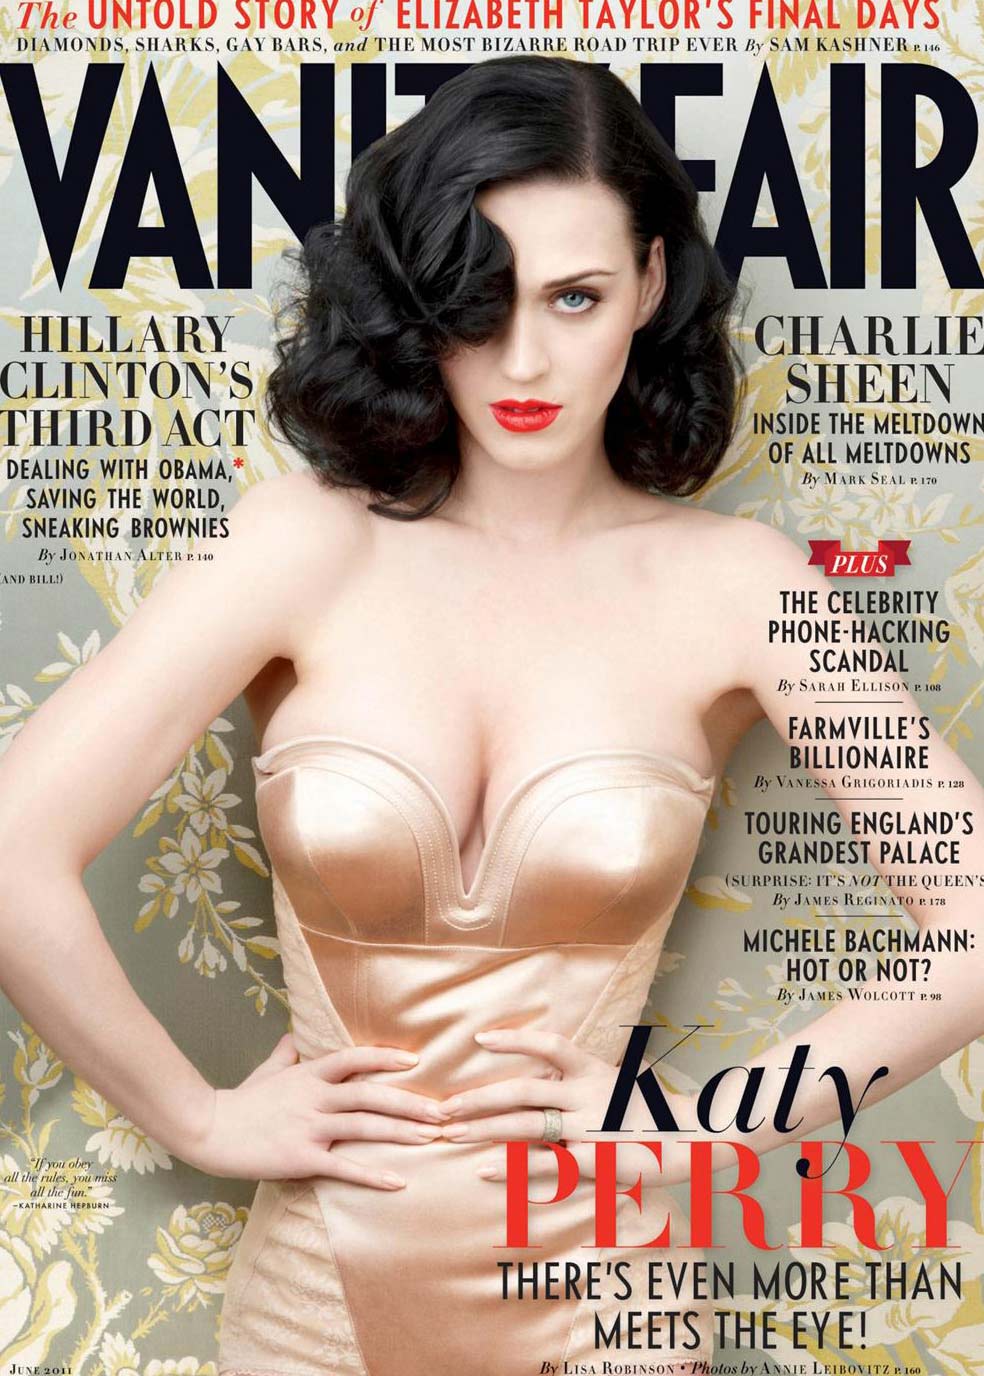 The UNTOLD STORY of ELIZABETH TAYLOR'S FINAL DAYS
DIAMONDS, SHARKS, GAY BARS, and THE MOST BIZARRE ROAD TRIP EVER By SAM KASHNER P. 146
VANITY FAIR
HILLARY
CLINTON'S
THIRD ACT
DEALING WITH OBAMA,*
SAVING THE WORLD,
SNEAKING BROWNIES
By JONATHAN ALTER P. 140
(AND BILL!)
CHARLIE
SHEEN
INSIDE THE MELTDOWN
OF ALL MELTDOWNS
By MARK SEAL P. 170
PLUS
THE CELEBRITY
PHONE-HACKING
SCANDAL
By SARAH ELLISON P. 108
FARMVILLE'S
BILLIONAIRE
By VANESSA GRIGORIADIS P. 128
TOURING ENGLAND'S
GRANDEST PALACE
(SURPRISE: IT'S NOT THE QUEEN'S
By JAMES REGINATO P. 178
MICHELE BACHMANN:
HOT OR NOT?
By JAMES WOLCOTT P. 98
"If you obey
all the rules, you miss
all the fun."
–KATHARINE HEPBURN
Katy
PERRY
THERE'S EVEN MORE THAN
MEETS THE EYE!
By LISA ROBINSON • Photos by ANNIE LEIBOVITZ P. 160
JUNE 2011